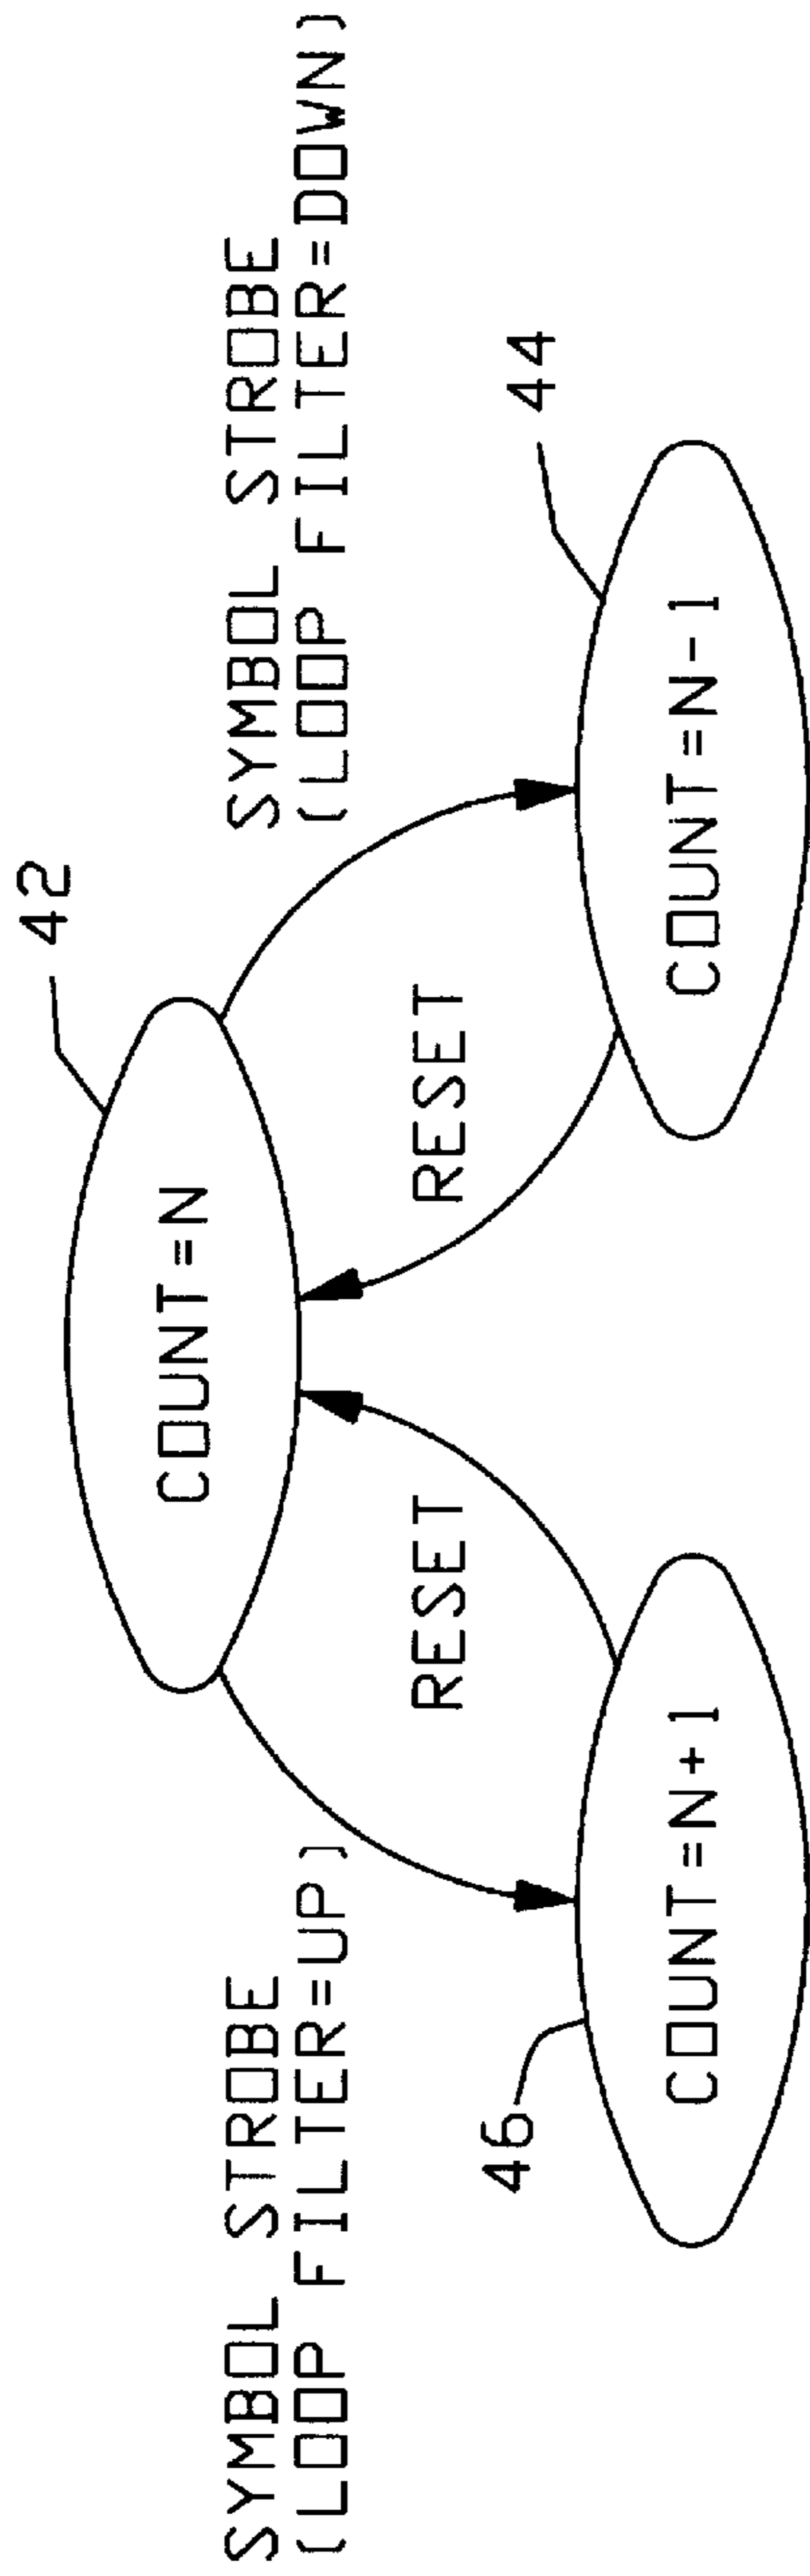 42
COUNT=N
SYMBOL STROBE
(LOOP FILTER=UP)
SYMBOL STROBE
(LOOP FILTER=DOWN)
RESET
RESET
46
44
COUNT=N+1
COUNT=N-1